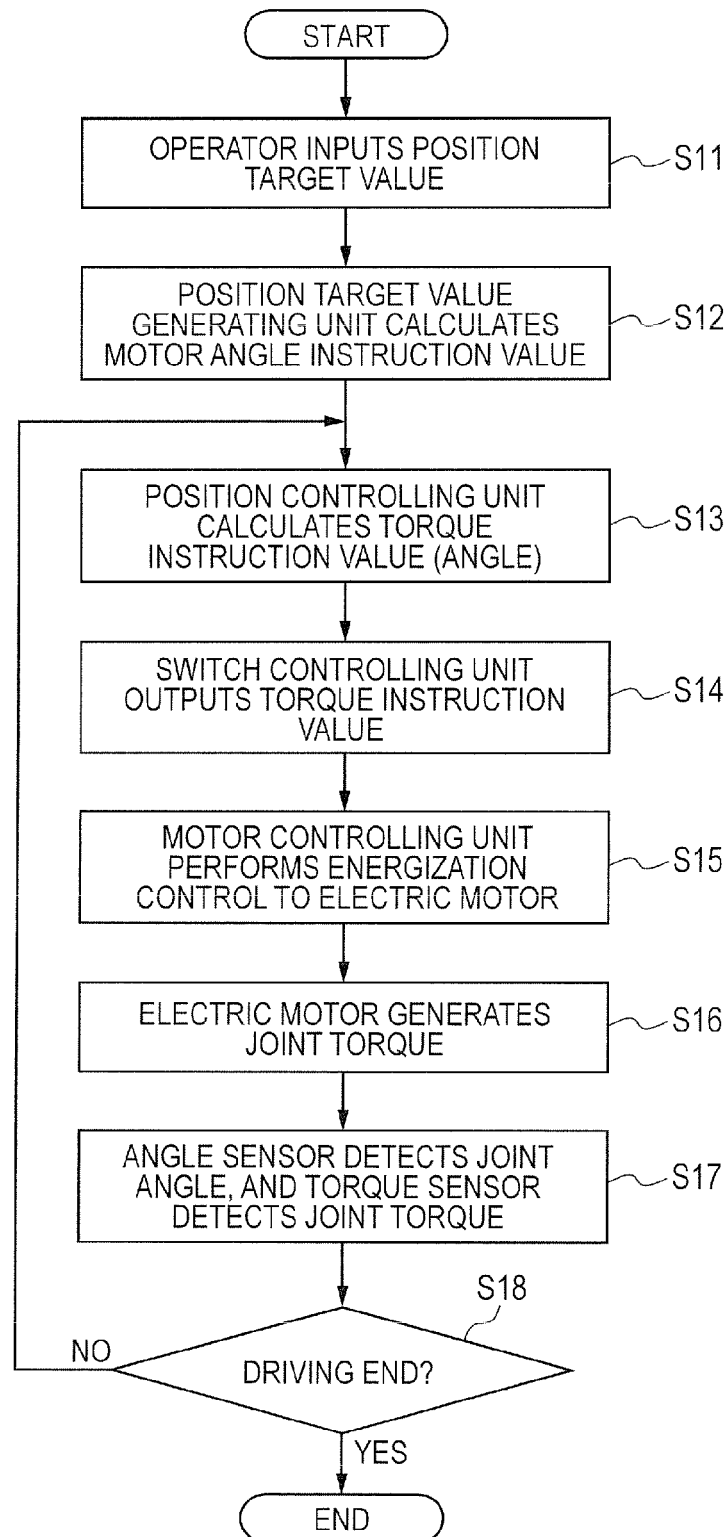 START
OPERATOR INPUTS POSITION
TARGET VALUE
S11
POSITION TARGET VALUE
GENERATING UNIT CALCULATES
MOTOR ANGLE INSTRUCTION VALUE
S12
POSITION CONTROLLING UNIT
CALCULATES TORQUE
INSTRUCTION VALUE (ANGLE)
S13
SWITCH CONTROLLING UNIT
OUTPUTS TORQUE INSTRUCTION
VALUE
S14
MOTOR CONTROLLING UNIT
PERFORMS ENERGIZATION
CONTROL TO ELECTRIC MOTOR
S15
ELECTRIC MOTOR GENERATES
JOINT TORQUE
S16
ANGLE SENSOR DETECTS JOINT
ANGLE, AND TORQUE SENSOR
DETECTS JOINT TORQUE
S17
S18
NO
DRIVING END?
YES
END